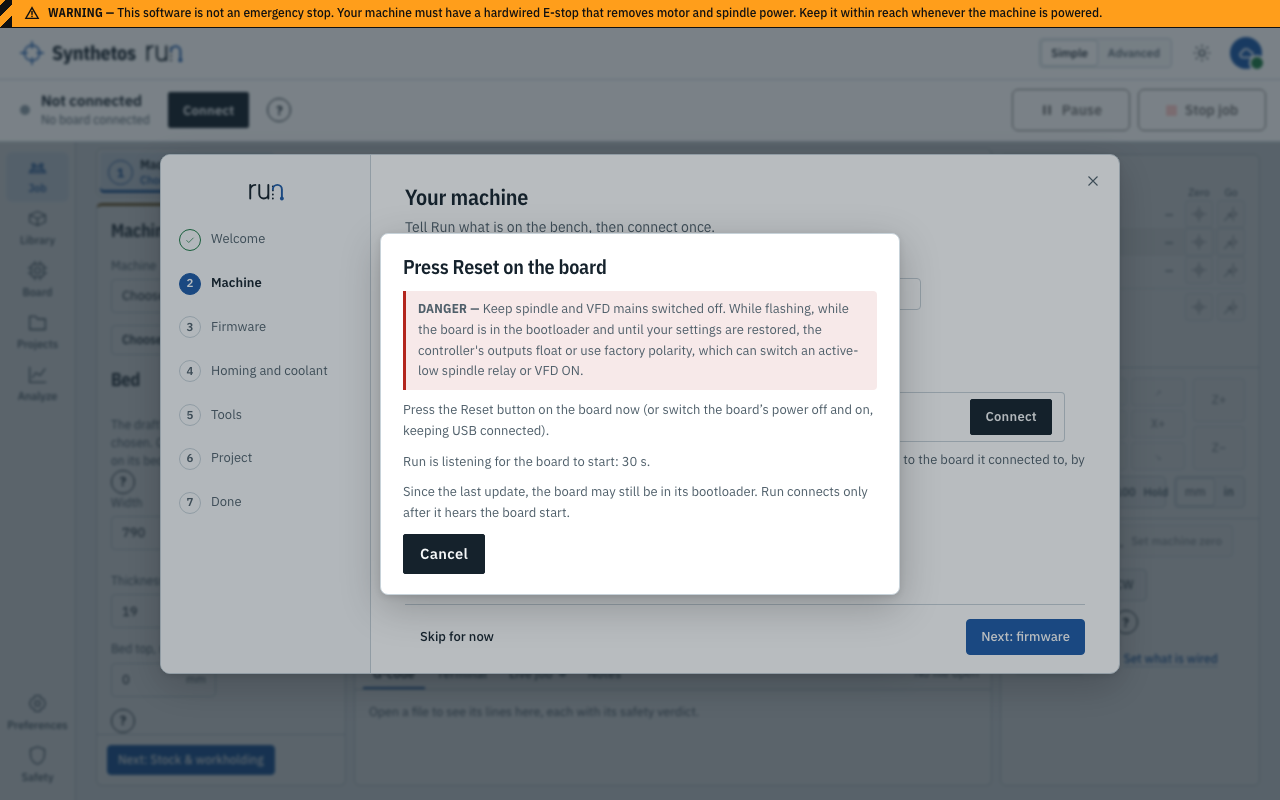 WARNING — This software is not an emergency stop. Your machine must have a hardwired E-stop that removes motor and spindle power. Keep it within reach whenever the machine is powered.
Synthetos run
Simple Advanced
Not connected
No board connected
Connect
?
Pause
Stop job
Job
Library
Board
Projects
Analyze
Preferences
Safety
run
Welcome
2 Machine
3 Firmware
4 Homing and coolant
5 Tools
6 Project
7 Done
Your machine
Tell Run what is on the bench, then connect once.
Connect
to the board it connected to, by
Skip for now
Next: firmware
Press Reset on the board
DANGER — Keep spindle and VFD mains switched off. While flashing, while
the board is in the bootloader and until your settings are restored, the
controller's outputs float or use factory polarity, which can switch an active-
low spindle relay or VFD ON.
Press the Reset button on the board now (or switch the board’s power off and on,
keeping USB connected).
Run is listening for the board to start: 30 s.
Since the last update, the board may still be in its bootloader. Run connects only
after it hears the board start.
Cancel
1
Bed
?
Width
790
19
Bed top,
0 mm
?
Next: Stock & workholding
Open a file to see its lines here, each with its safety verdict.
Zero Go
Hold
mm in
Set machine zero
?
Set what is wired